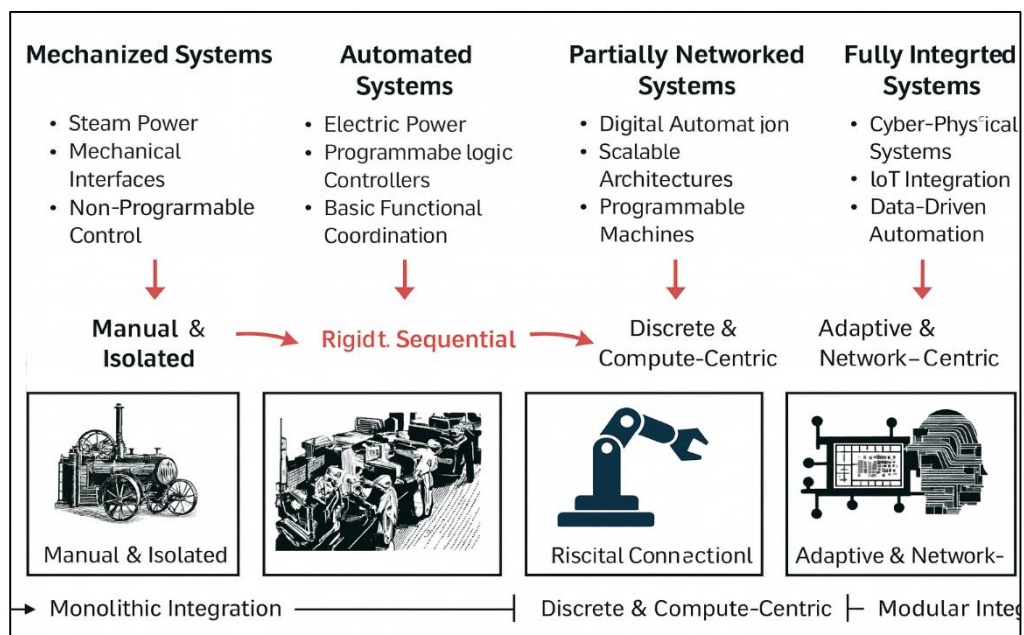 Mechanized Systems
• Steam Power
• Mechanical
Interfaces
• Non-Prograrmable
Control
Manual &
Isolated
Manual & Isolated
Automated
Systems
• Electric Power
• Programmabe logic
Controllers
• Basic Functional
Coordination
Rigidt. Sequential
Partially Networked
Systems
• Digital Automat jon
• Scalable
Architectures
• Programmable
Machines
Discrete &
Compute-Centric
Riscital Connectionl
Fully Integrted
Systems
• Cyber-Physical
Systems
• IoT Integration
• Data-Driven
Automation
Adaptive &
Network–Centric
Adaptive & Network-
Monolithic Integration
Discrete & Compute-Centric
Modular Integ